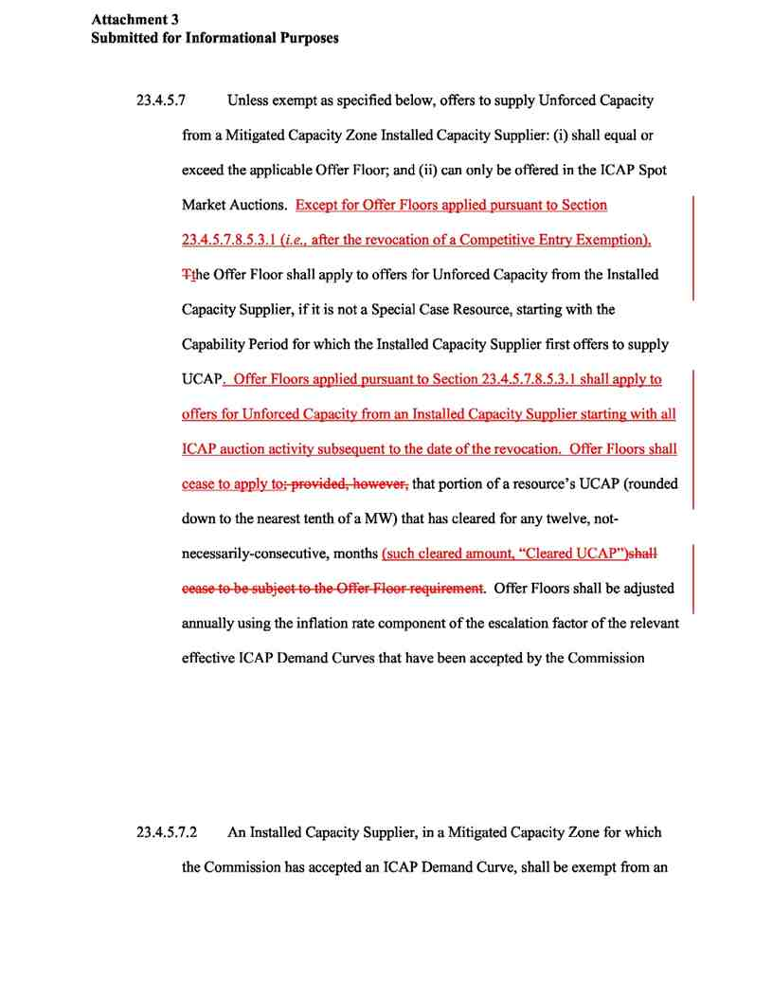 Attachment 3
Submitted for Informational Purposes
23.4.5.7 Unless exempt as specified below, offers to supply Unforced Capacity
from a Mitigated Capacity Zone Installed Capacity Supplier: (i) shall equal or
exceed the applicable Offer Floor; and (ii) can only be offered in the ICAP Spot
Market Auctions. Except for Offer Floors applied pursuant to Section
23.4.5.7.8.5.3.1 (i.e., after the revocation of a Competitive Entry Exemption),
Tthe Offer Floor shall apply to offers for Unforced Capacity from the Installed
Capacity Supplier, if it is not a Special Case Resource, starting with the
Capability Period for which the Installed Capacity Supplier first offers to supply
UCAP. Offer Floors applied pursuant to Section 23.4.5.7.8.5.3.1 shall apply to
offers for Unforced Capacity from an Installed Capacity Supplier starting with all
ICAP auction activity subsequent to the date of the revocation. Offer Floors shall
cease to apply to; provided, however, that portion of a resource's UCAP (rounded
down to the nearest tenth of a MW) that has cleared for any twelve, not-
necessarily-consecutive, months (such cleared amount, “Cleared UCAP”)shall
cease to be subject to the Offer Floor requirement. Offer Floors shall be adjusted
annually using the inflation rate component of the escalation factor of the relevant
effective ICAP Demand Curves that have been accepted by the Commission
23.4.5.7.2 An Installed Capacity Supplier, in a Mitigated Capacity Zone for which
the Commission has accepted an ICAP Demand Curve, shall be exempt from an